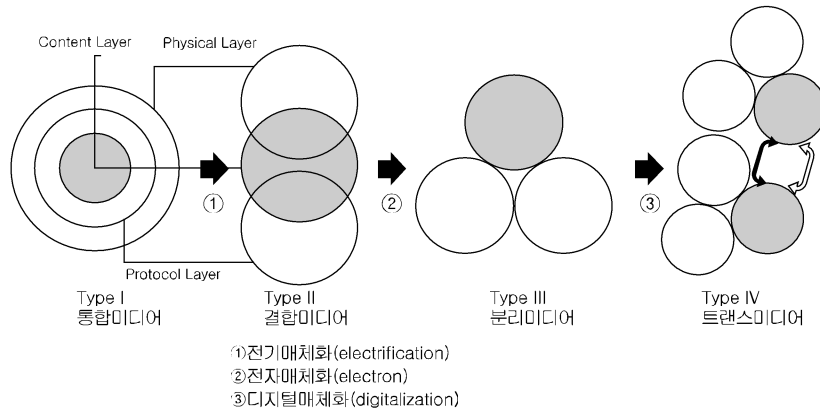 Content Layer
Physical Layer
①
②
③
Protocol Layer
Type I
통합미디어
Type II
결합미디어
Type III
분리미디어
Type IV
트랜스미디어
①전기매체화(electrification)
②전자매체화(electron)
③디지털매체화(digitalization)